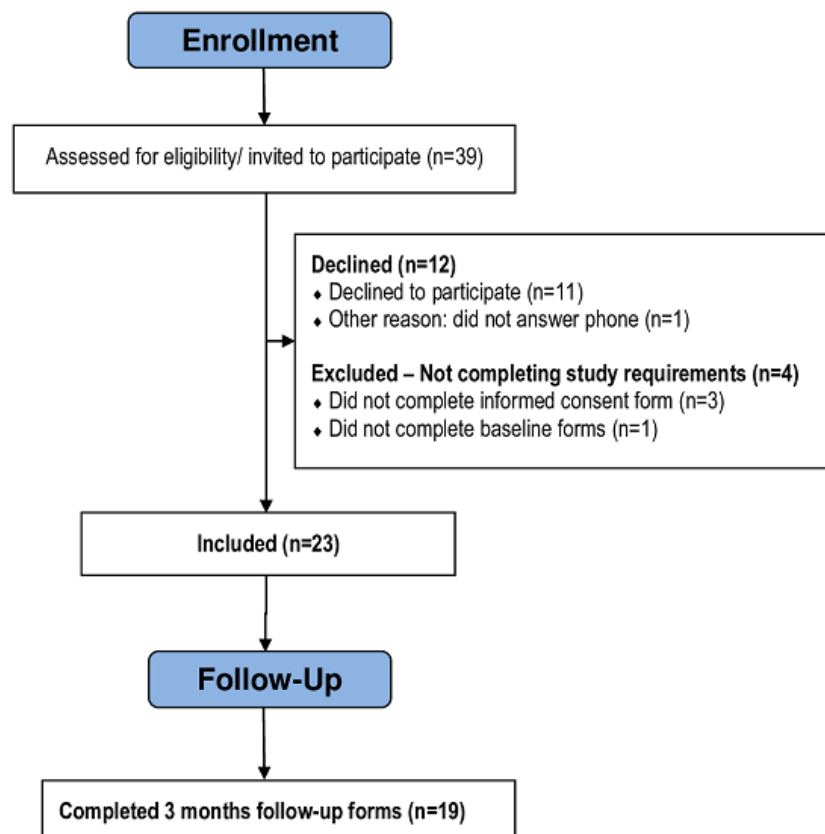 Enrollment
Assessed for eligibility/ invited to participate (n=39)
Declined (n=12)
⬧ Declined to participate (n=11)
⬧ Other reason: did not answer phone (n=1)
Excluded – Not completing study requirements (n=4)
⬧ Did not complete informed consent form (n=3)
⬧ Did not complete baseline forms (n=1)
Included (n=23)
Follow-Up
Completed 3 months follow-up forms (n=19)